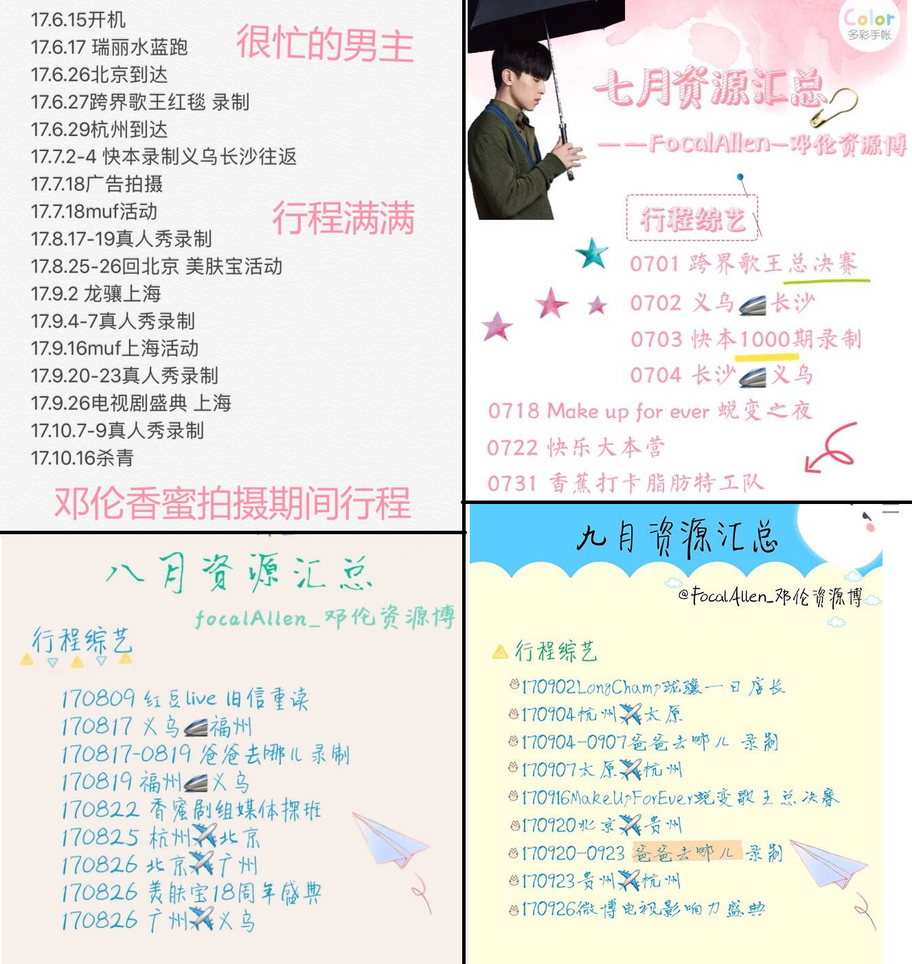 17.6.15开机
17.6.17 瑞丽水蓝跑
17.6.26北京到达
17.6.27跨界歌王红毯 录制
17.6.29杭州到达
17.7.2-4 快本录制义乌长沙往返
17.7.18广告拍摄
17.7.18muf活动
17.8.17-19真人秀录制
17.8.25-26回北京 美肤宝活动
17.9.2 龙骧上海
17.9.4-7真人秀录制
17.9.16muf上海活动
17.9.20-23真人秀录制
17.9.26电视剧盛典 上海
17.10.7-9真人秀录制
17.10.16杀青
很忙的男主
行程满满
邓伦香蜜拍摄期间行程
Color
多彩手帐
七月资源汇总
——FocalAllen—邓伦资源博
行程综艺
0701 跨界歌王总决赛
0702 义乌🚄长沙
0703 快本1000期录制
0704 长沙🚄义乌
0718 Make up for ever 蜕变之夜
0722 快乐大本营
0731 香蕉打卡脂肪特工队
八月资源汇总
focalAllen_邓伦资源博
行程综艺
170809 红豆live 旧信重读
170817 义乌🚄福州
170817-0819 爸爸去哪儿录制
170819 福州🚄义乌
170822 香蜜剧组媒体探班
170825 杭州✈️北京
170826 北京✈️广州
170826 美肤宝18周年盛典
170826 广州✈️义乌
九月资源汇总
@FocalAllen_邓伦资源博
行程综艺
170902LongChamp珑骧一日店长
170904杭州✈️太原
170904-0907爸爸去哪儿 录制
170907太原✈️杭州
170916MakeUpForEver蜕变歌王总决赛
170920北京✈️贵州
170920-0923 爸爸去哪儿 录制
170923贵州✈️杭州
170926微博电视影响力盛典